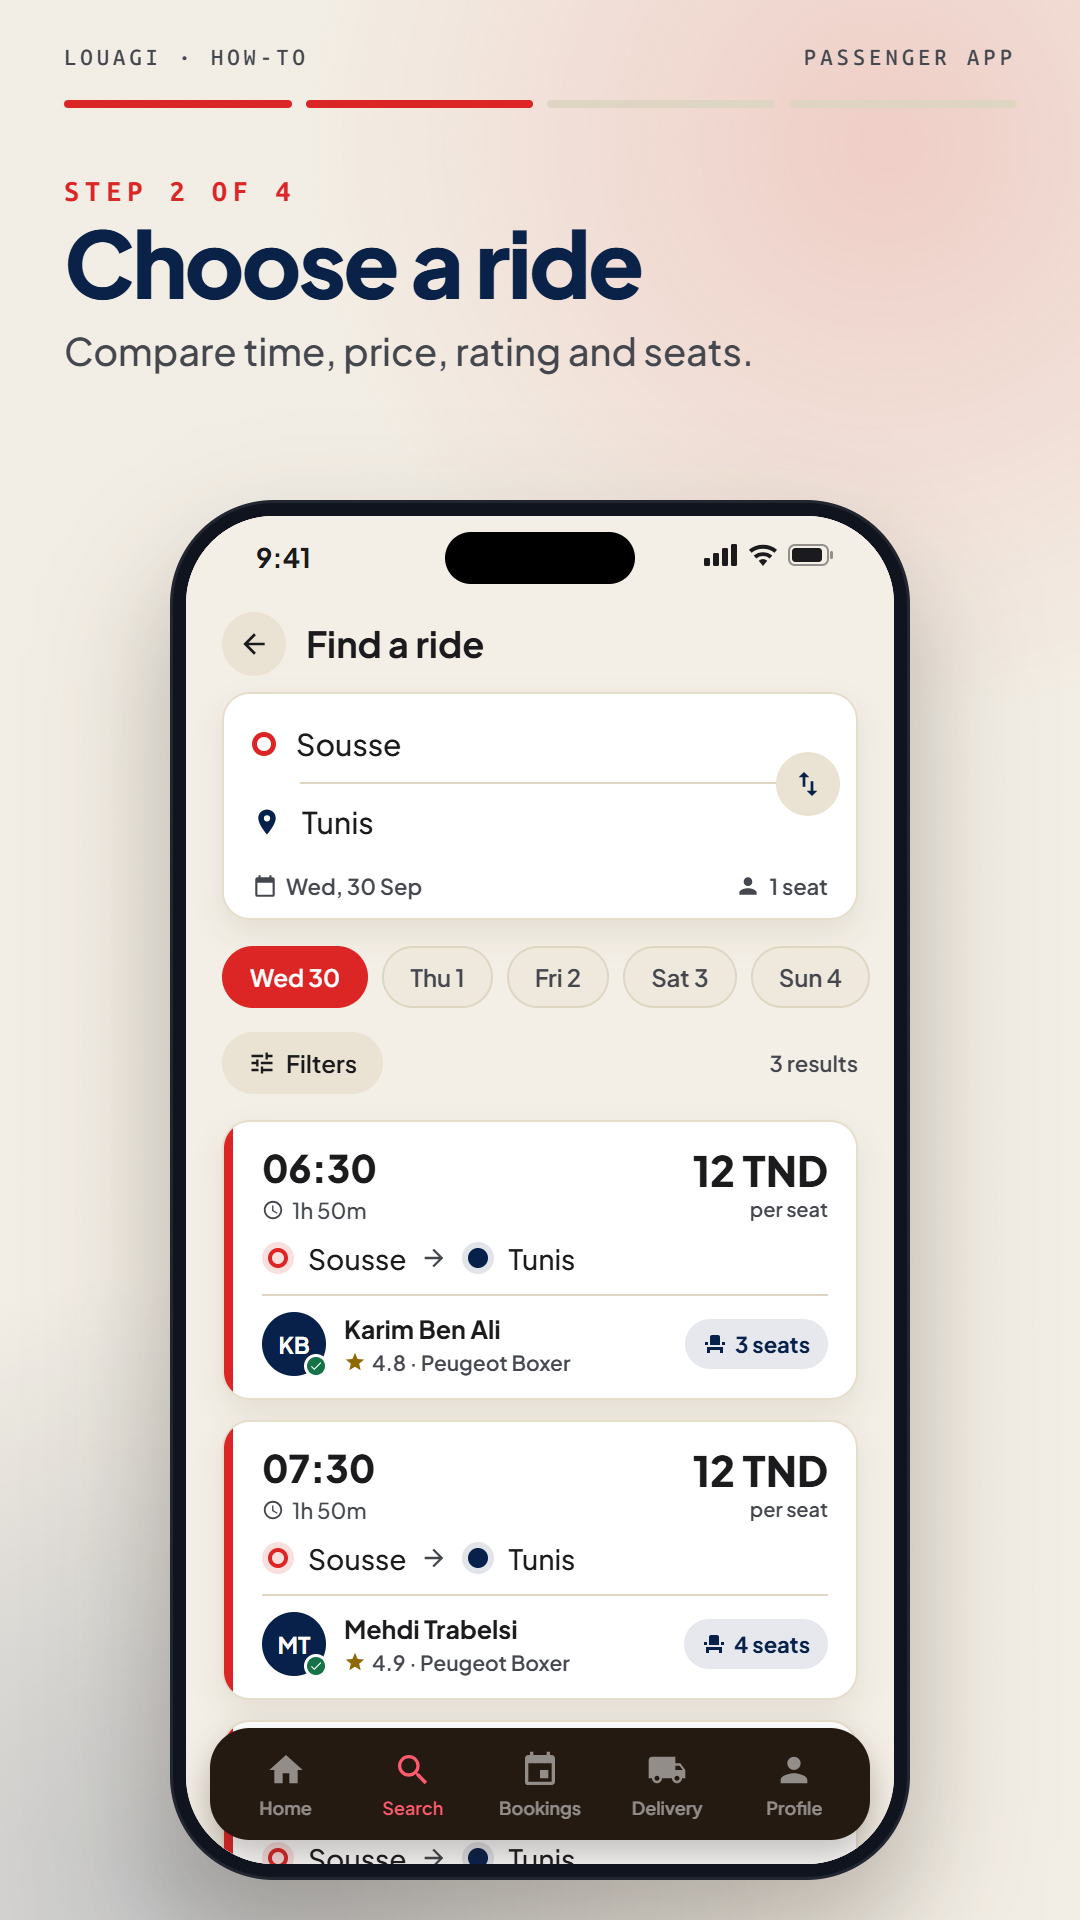 LOUAGI · HOW-TO
PASSENGER APP
STEP 2 OF 4
Choose a ride
Compare time, price, rating and seats.
9:41
Find a ride
Sousse
Tunis
Wed, 30 Sep
1 seat
Wed 30
Thu 1
Fri 2
Sat 3
Sun 4
Filters
3 results
06:30
12 TND
1h 50m
per seat
Sousse → Tunis
KB
Karim Ben Ali
4.8 · Peugeot Boxer
3 seats
07:30
12 TND
1h 50m
per seat
Sousse → Tunis
MT
Mehdi Trabelsi
4.9 · Peugeot Boxer
4 seats
Home
Search
Bookings
Delivery
Profile
Sousse → Tunis